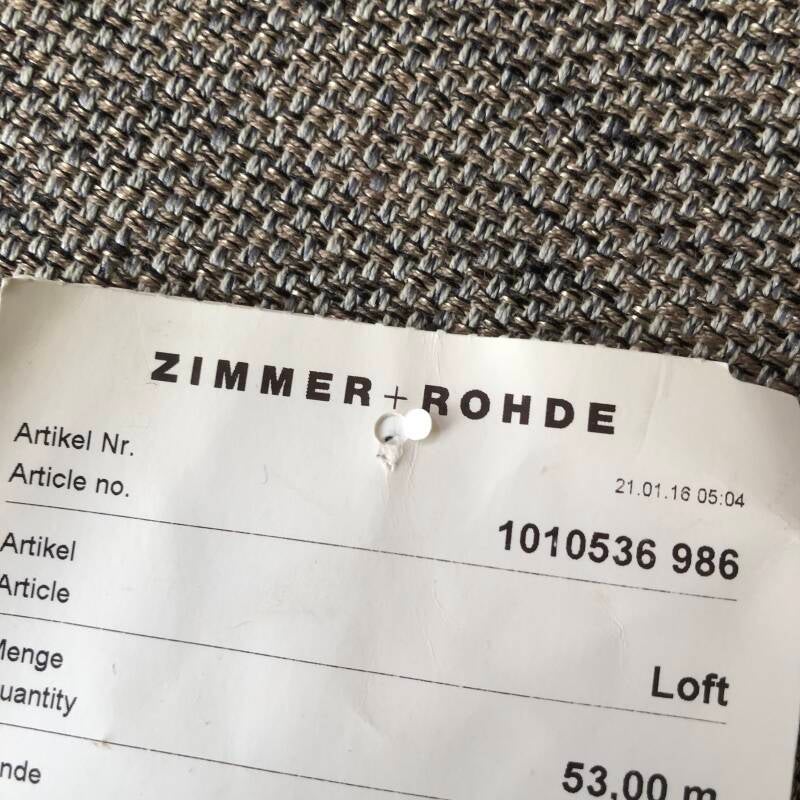 ZIMMER+ROHDE
Artikel Nr.
Article no.
21.01.16 05:04
1010536 986
Artikel
Article
Loft
Menge
uantity
53,00 m
nde